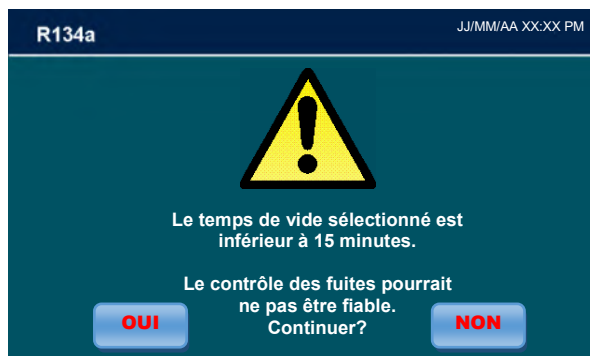 R134a
JJ/MM/AA XX:XX PM
Le temps de vide sélectionné est
inférieur à 15 minutes.
Le contrôle des fuites pourrait
ne pas être fiable.
Continuer?
OUI
NON